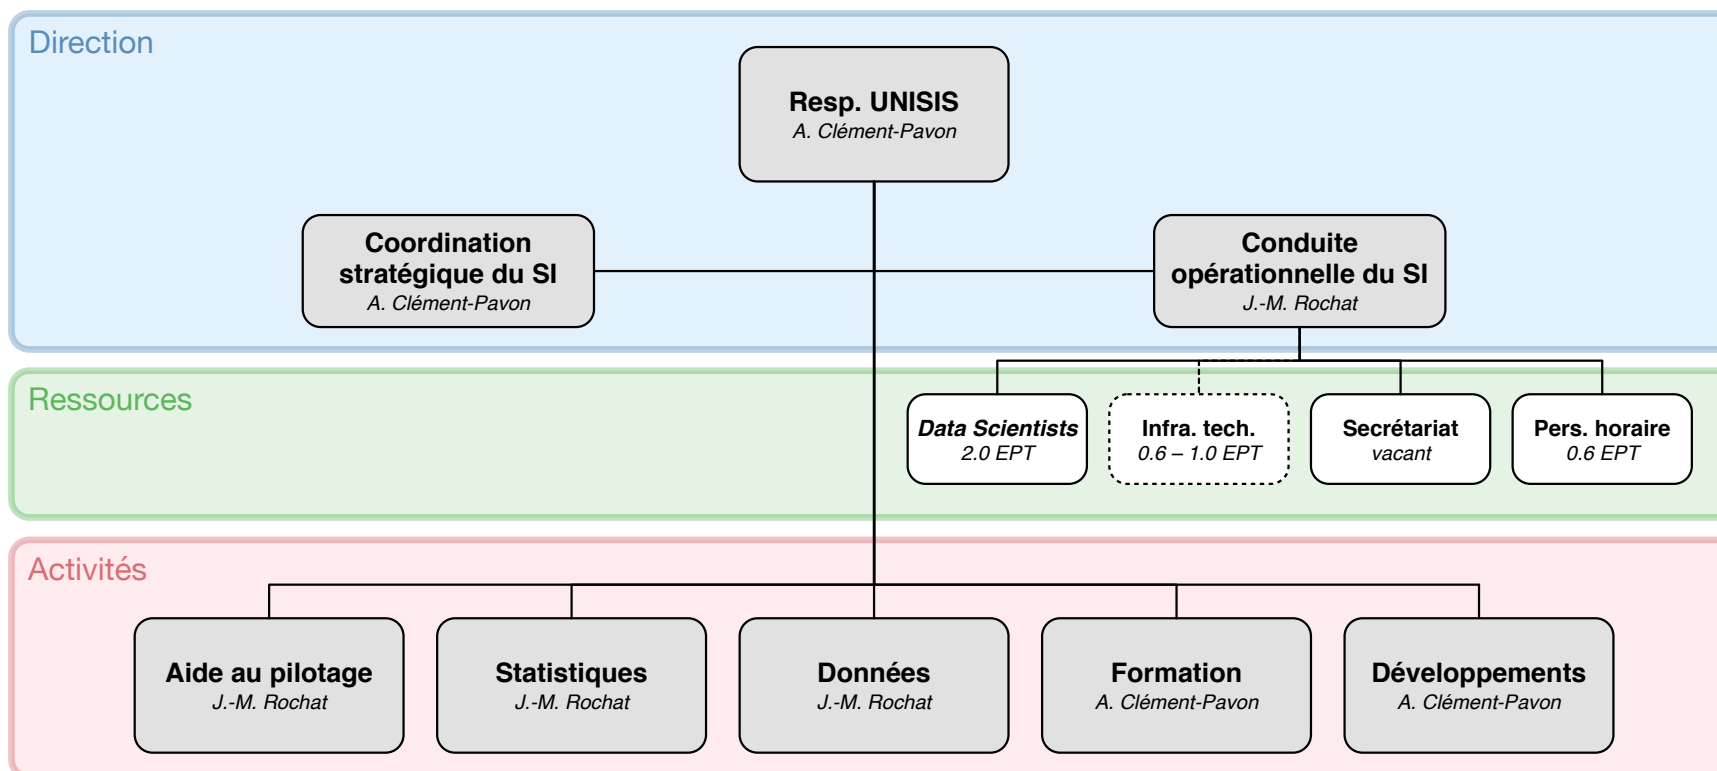 Direction
Resp. UNISIS
A. Clément-Pavon
Coordination
stratégique du SI
A. Clément-Pavon
Conduite
opérationnelle du SI
J.-M. Rochat
Ressources
Data Scientists
2.0 EPT
Infra. tech.
0.6 – 1.0 EPT
Secrétariat
vacant
Pers. horaire
0.6 EPT
Activités
Aide au pilotage
J.-M. Rochat
Statistiques
J.-M. Rochat
Données
J.-M. Rochat
Formation
A. Clément-Pavon
Développements
A. Clément-Pavon